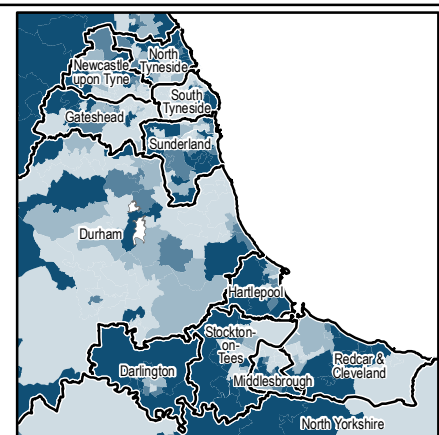 Newcastle
upon Tyne
North
Tyneside
South
Tyneside
Gateshead
Sunderland
Durham
Hartlepool
Stockton-
on-
Tees
Darlington
Middlesbrough
Redcar &
Cleveland
North Yorkshire